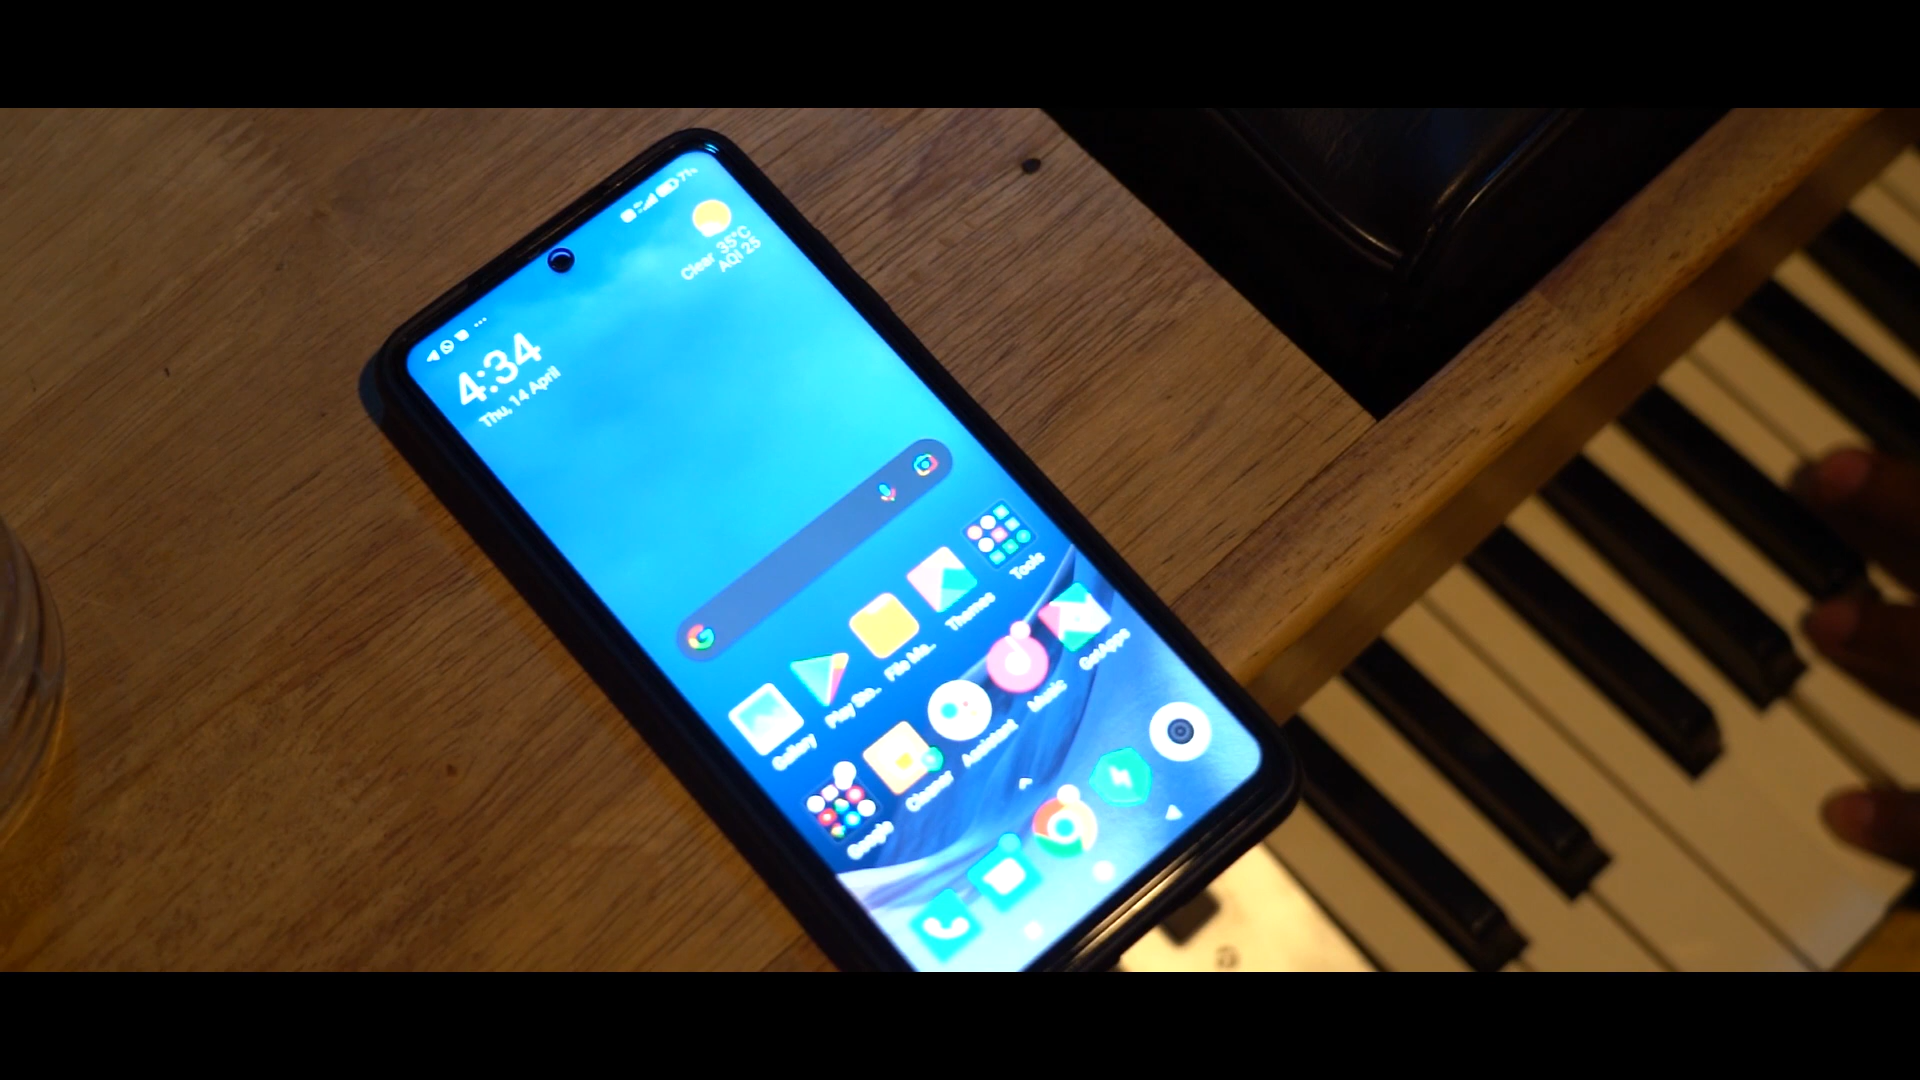 71%
Clear 35°C
AQI 25
4:34
Thu, 14 April
Gallery
Play Sto...
File Ma...
Themes
Tools
Google
Cleaner
Assistant
Music
GetApps